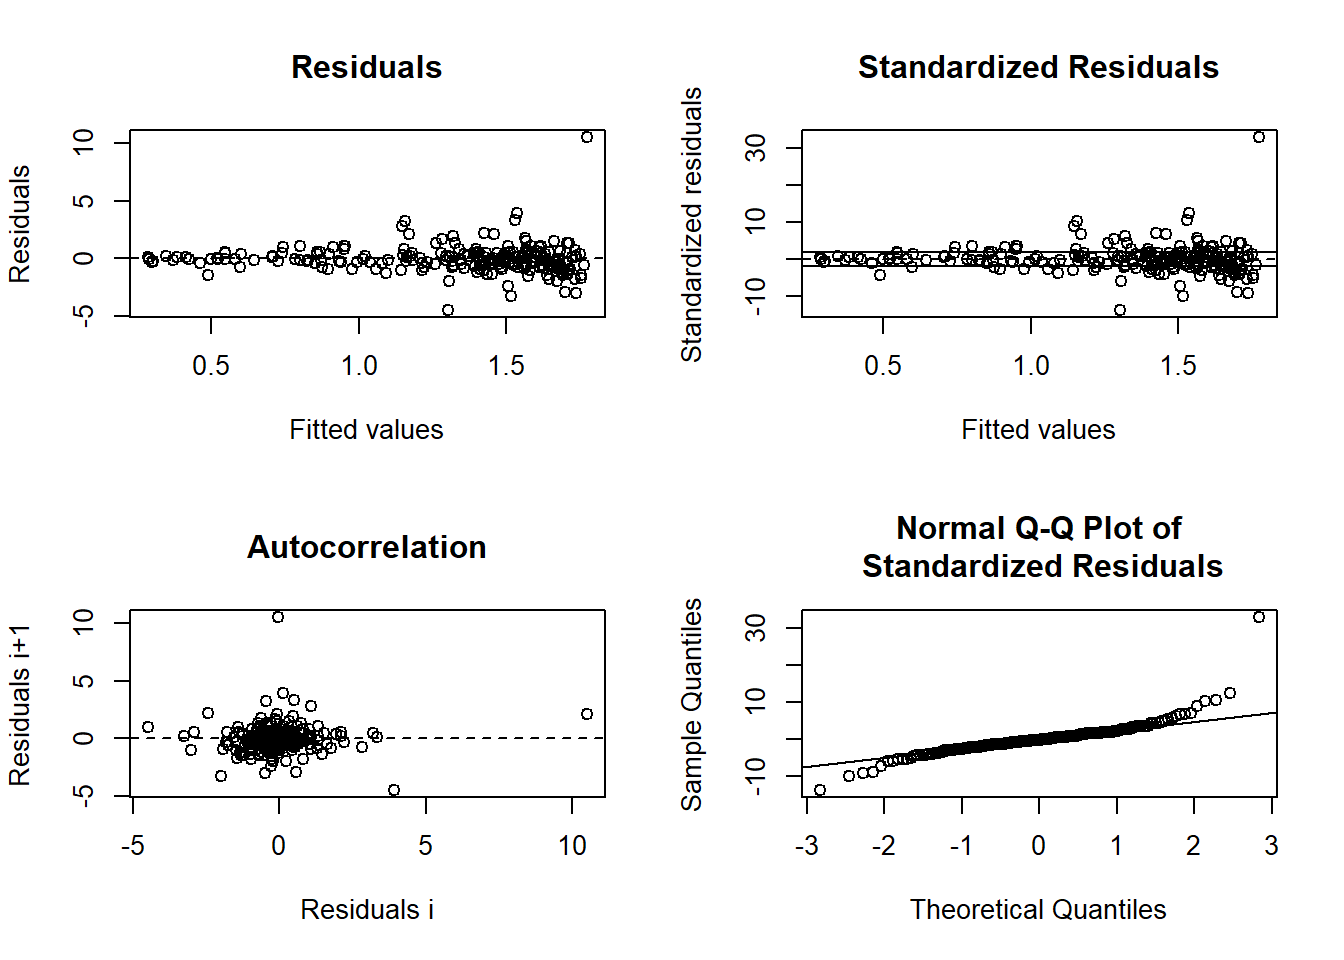 Residuals
Residuals
10
5
0
-5
0.5 1.0 1.5
Fitted values
Standardized Residuals
Standardized residuals
30
10
-10
0.5 1.0 1.5
Fitted values
Autocorrelation
Residuals i+1
10
5
0
-5
-5 0 5 10
Residuals i
Normal Q-Q Plot of
Standardized Residuals
Sample Quantiles
30
10
-10
-3 -2 -1 0 1 2 3
Theoretical Quantiles